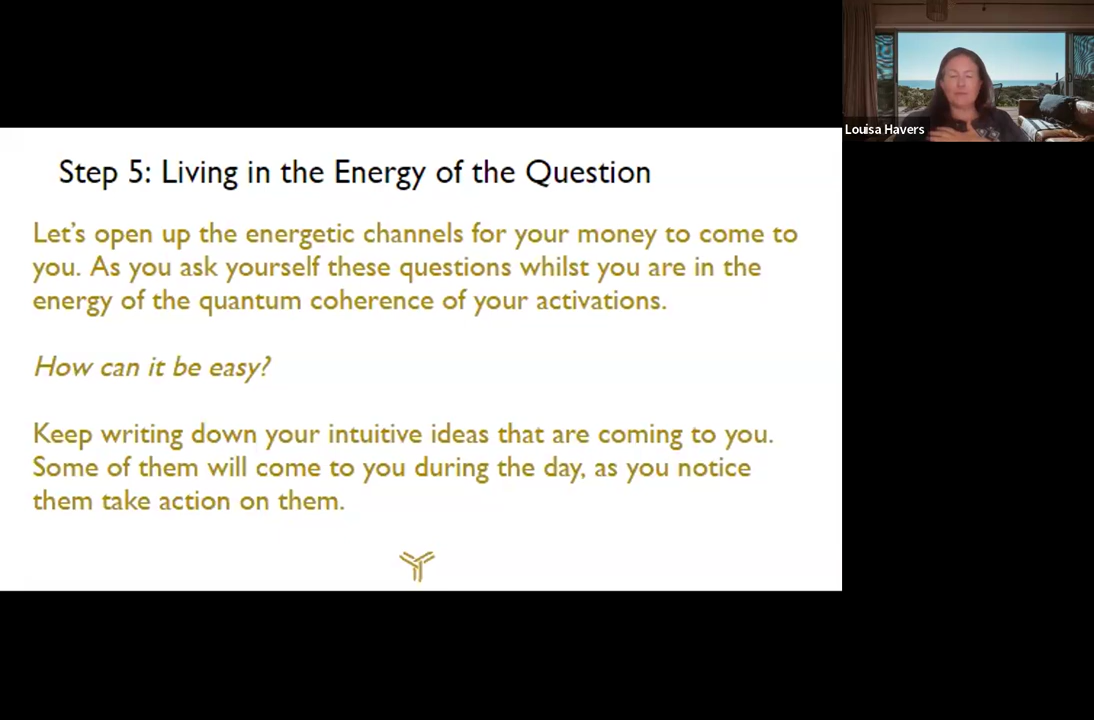 Louisa Havers
Step 5: Living in the Energy of the Question
Let's open up the energetic channels for your money to come to
you. As you ask yourself these questions whilst you are in the
energy of the quantum coherence of your activations.
How can it be easy?
Keep writing down your intuitive ideas that are coming to you.
Some of them will come to you during the day, as you notice
them take action on them.